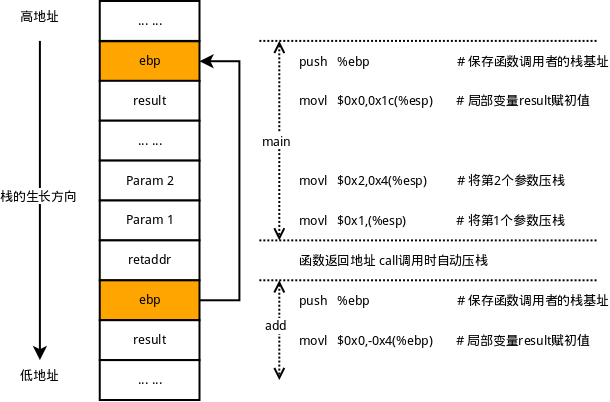 高地址
... ...
ebp
push %ebp # 保存函数调用者的栈基址
result
movl $0x0,0x1c(%esp) # 局部变量result赋初值
... ...
main
Param 2
movl $0x2,0x4(%esp) # 将第2个参数压栈
栈的生长方向
Param 1
movl $0x1,(%esp) # 将第1个参数压栈
retaddr
函数返回地址 call调用时自动压栈
ebp
push %ebp # 保存函数调用者的栈基址
add
result
movl $0x0,-0x4(%ebp) # 局部变量result赋初值
低地址
... ...